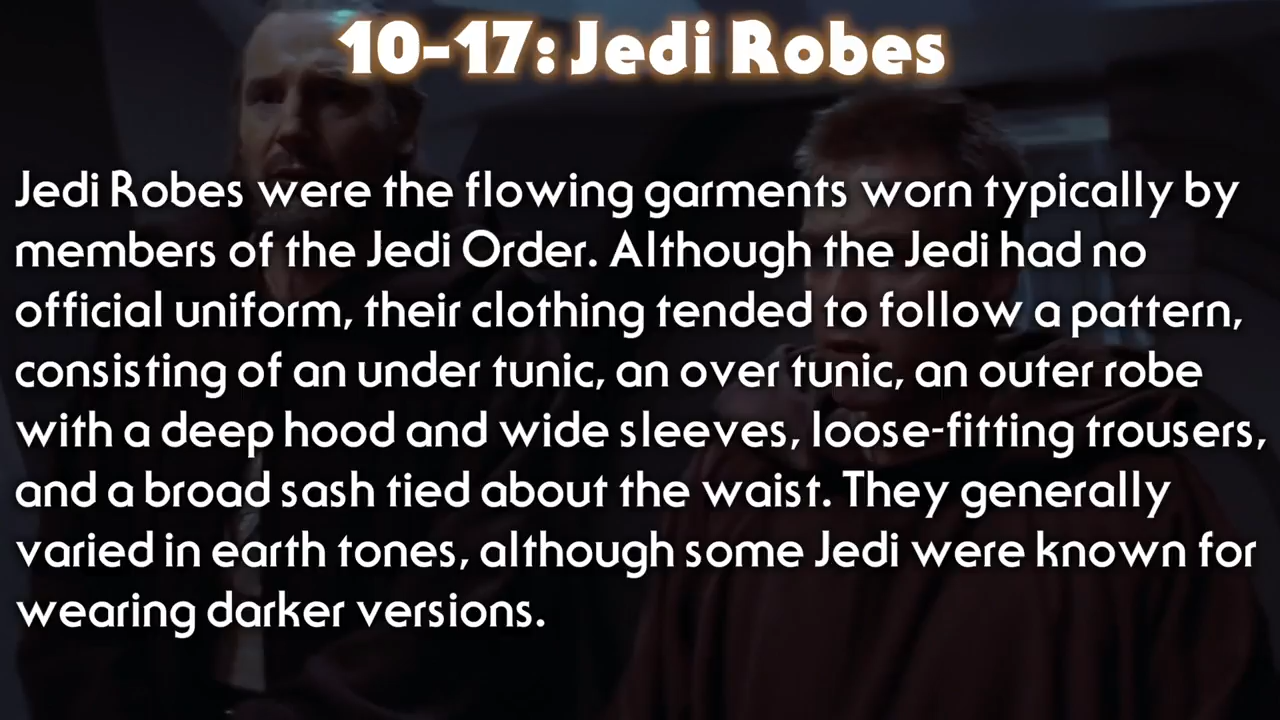 10-17: Jedi Robes
Jedi Robes were the flowing garments worn typically by
members of the Jedi Order. Although the Jedi had no
official uniform, their clothing tended to follow a pattern,
consisting of an under tunic, an over tunic, an outer robe
with a deep hood and wide sleeves, loose-fitting trousers,
and a broad sash tied about the waist. They generally
varied in earth tones, although some Jedi were known for
wearing darker versions.